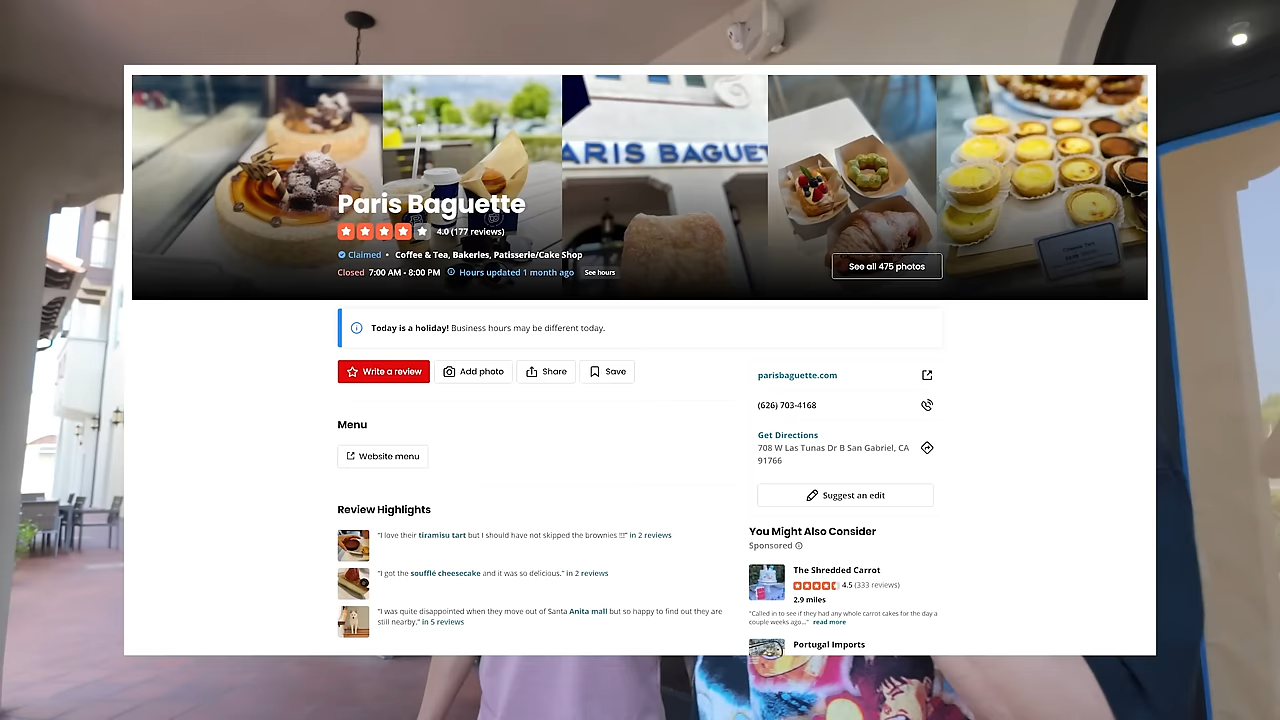 ARIS BAGUET
Paris Baguette
4.0 (177 reviews)
Claimed • Coffee & Tea, Bakeries, Patisserie/Cake Shop
Closed 7:00 AM - 8:00 PM Hours updated 1 month ago See hours
See all 475 photos
Today is a holiday! Business hours may be different today.
Write a review
Add photo
Share
Save
Menu
Website menu
Review Highlights
"I love their tiramisu tart but I should have not skipped the brownies !!!" in 2 reviews
"I got the soufflé cheesecake and it was so delicious." in 2 reviews
"I was quite disappointed when they move out of Santa Anita mall but so happy to find out they are
still nearby." in 5 reviews
parisbaguette.com
(626) 703-4168
Get Directions
708 W Las Tunas Dr B San Gabriel, CA
91766
Suggest an edit
You Might Also Consider
Sponsored
The Shredded Carrot
4.5 (333 reviews)
2.9 miles
"Called in to see if they had any whole carrot cakes for the day a
couple weeks ago..." read more
Portugal Imports